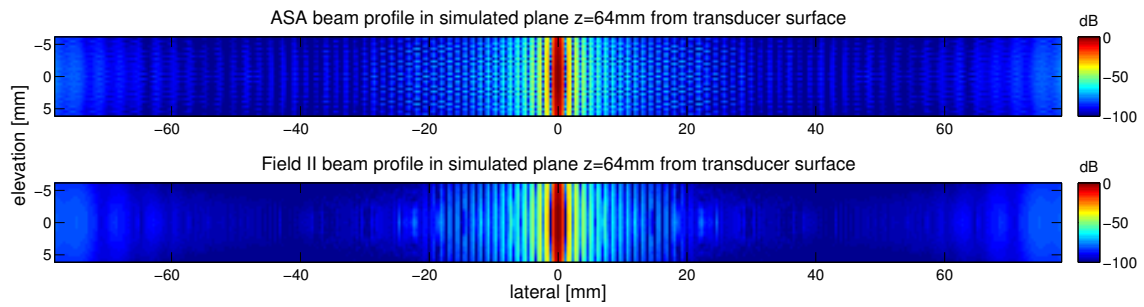 ASA beam profile in simulated plane z=64mm from transducer surface
dB
−5
0
5
0
−50
−100
−60 −40 −20 0 20 40 60
elevation [mm]
Field II beam profile in simulated plane z=64mm from transducer surface
dB
−5
0
5
0
−50
−100
−60 −40 −20 0 20 40 60
lateral [mm]